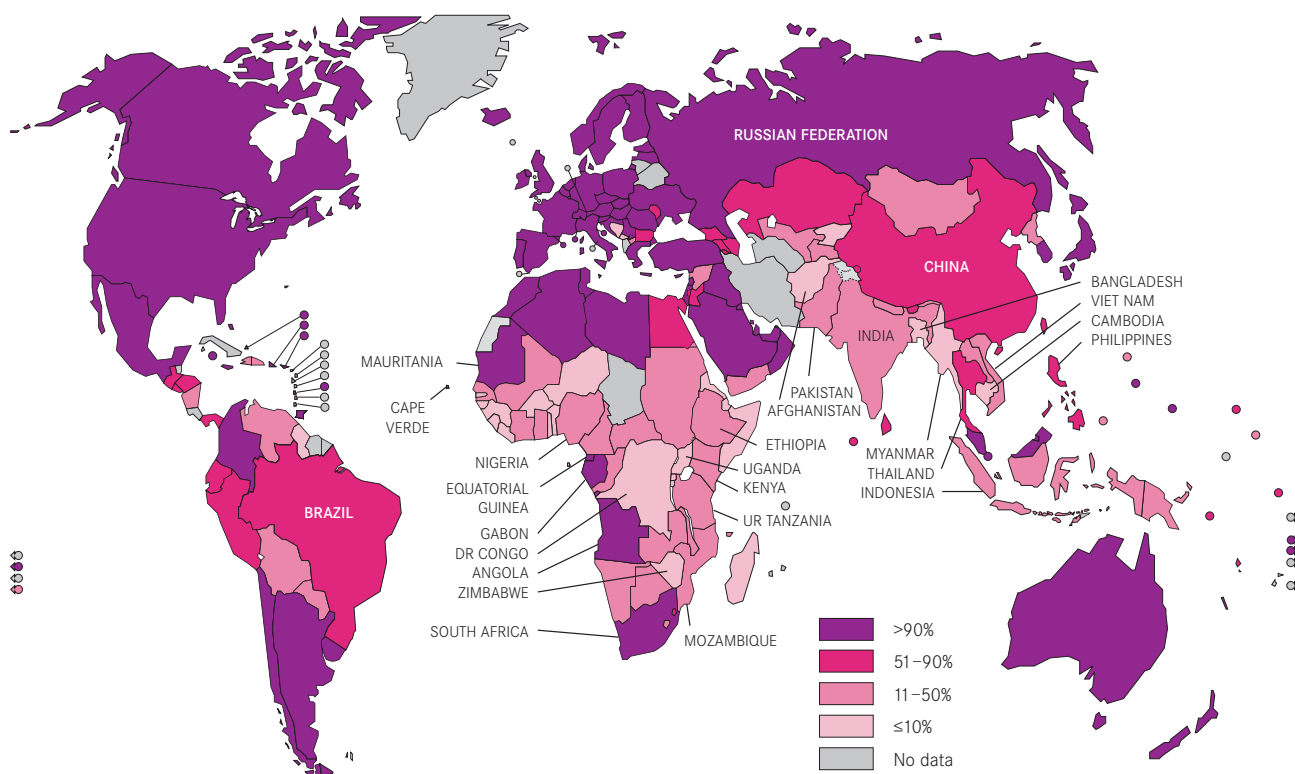 RUSSIAN FEDERATION
CHINA
BANGLADESH
VIET NAM
CAMBODIA
PHILIPPINES
INDIA
MAURITANIA
CAPE
VERDE
PAKISTAN
AFGHANISTAN
ETHIOPIA
MYANMAR
THAILAND
INDONESIA
NIGERIA
UGANDA
KENYA
EQUATORIAL
GUINEA
UR TANZANIA
BRAZIL
GABON
DR CONGO
ANGOLA
ZIMBABWE
SOUTH AFRICA
MOZAMBIQUE
>90%
51–90%
11–50%
≤10%
No data